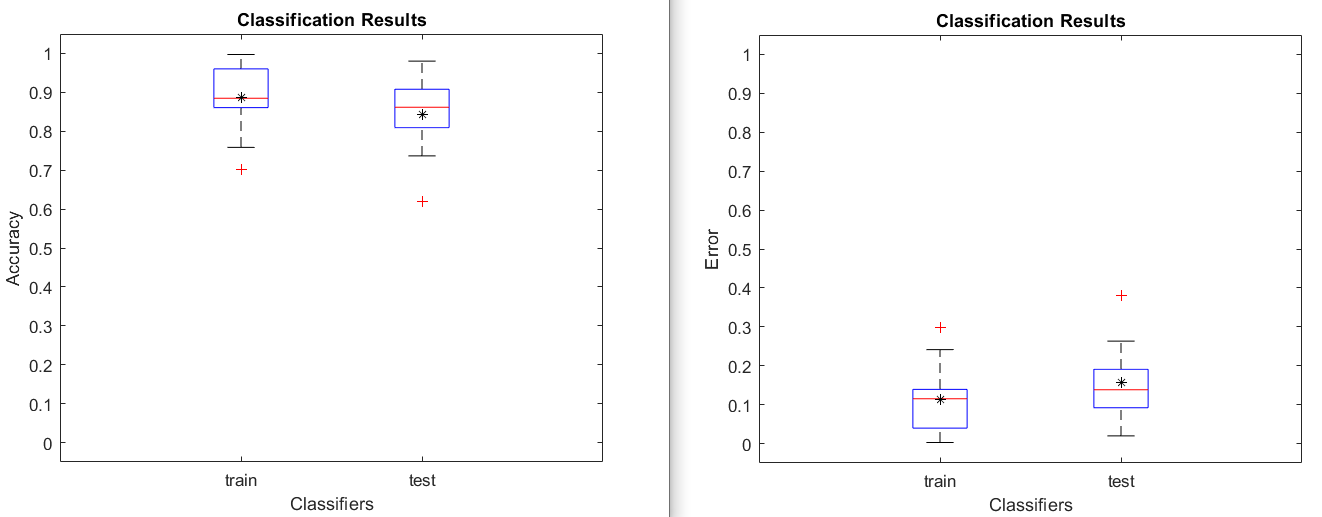 Classification Results
1
0.9
0.8
0.7
0.6
0.5
0.4
0.3
0.2
0.1
0
Accuracy
train test
Classifiers
Classification Results
1
0.9
0.8
0.7
0.6
0.5
0.4
0.3
0.2
0.1
0
Error
train test
Classifiers